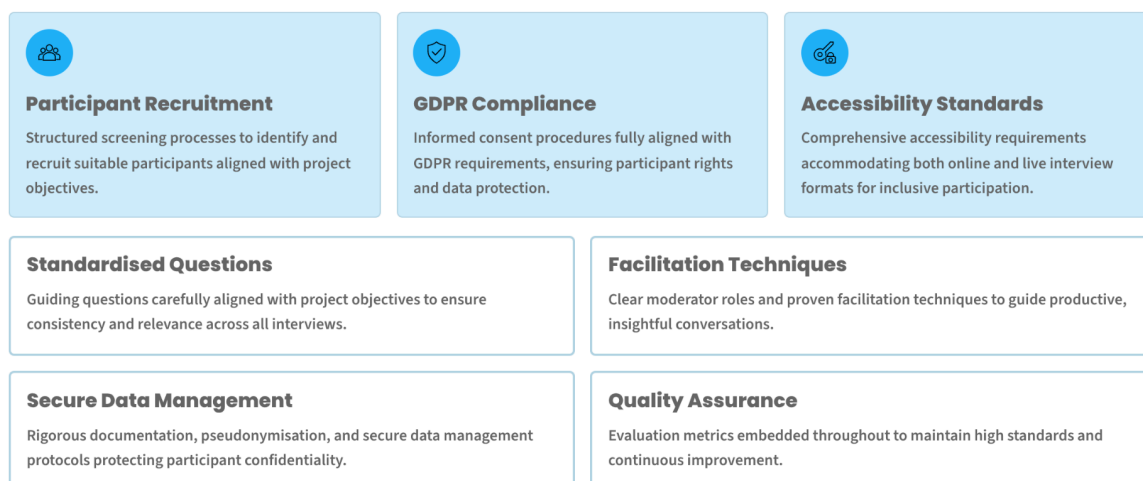 Participant Recruitment
Structured screening processes to identify and
recruit suitable participants aligned with project
objectives.
GDPR Compliance
Informed consent procedures fully aligned with
GDPR requirements, ensuring participant rights
and data protection.
Accessibility Standards
Comprehensive accessibility requirements
accommodating both online and live interview
formats for inclusive participation.
Standardised Questions
Guiding questions carefully aligned with project objectives to ensure
consistency and relevance across all interviews.
Facilitation Techniques
Clear moderator roles and proven facilitation techniques to guide productive,
insightful conversations.
Secure Data Management
Rigorous documentation, pseudonymisation, and secure data management
protocols protecting participant confidentiality.
Quality Assurance
Evaluation metrics embedded throughout to maintain high standards and
continuous improvement.